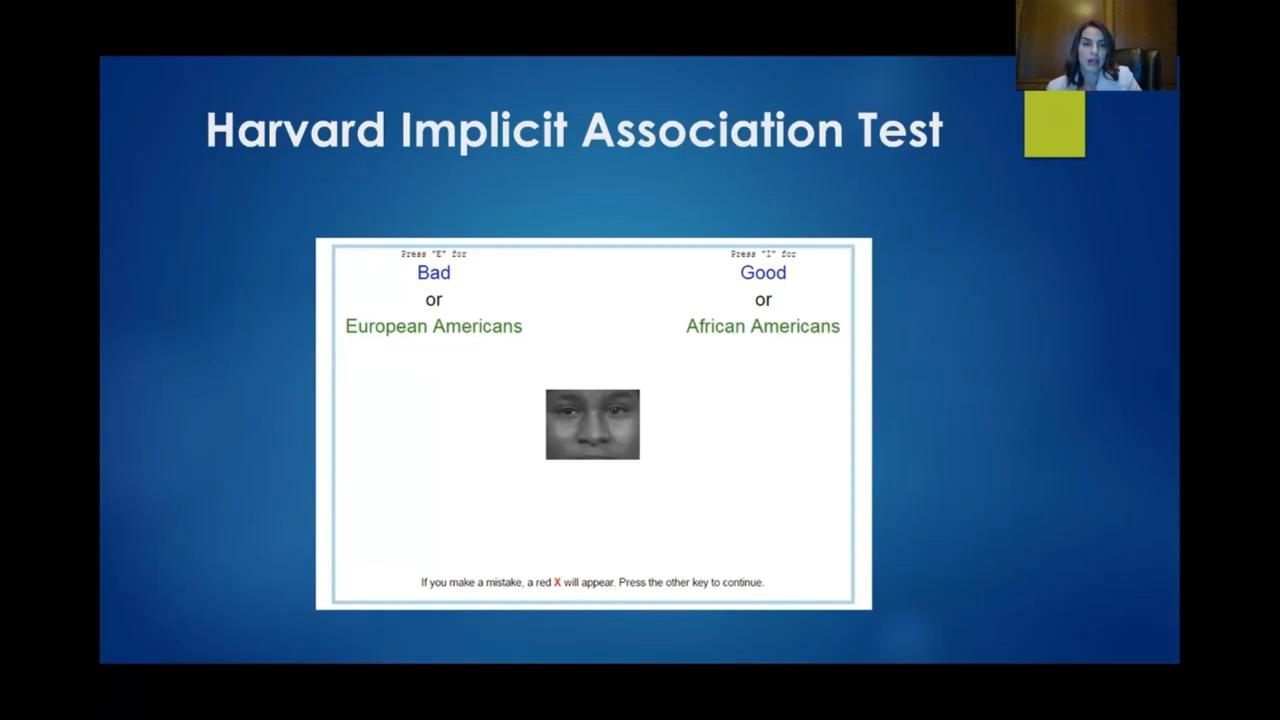 Harvard Implicit Association Test
Press "E" for
Press "I" for
Bad
Good
or
or
European Americans
African Americans
If you make a mistake, a red X will appear. Press the other key to continue.